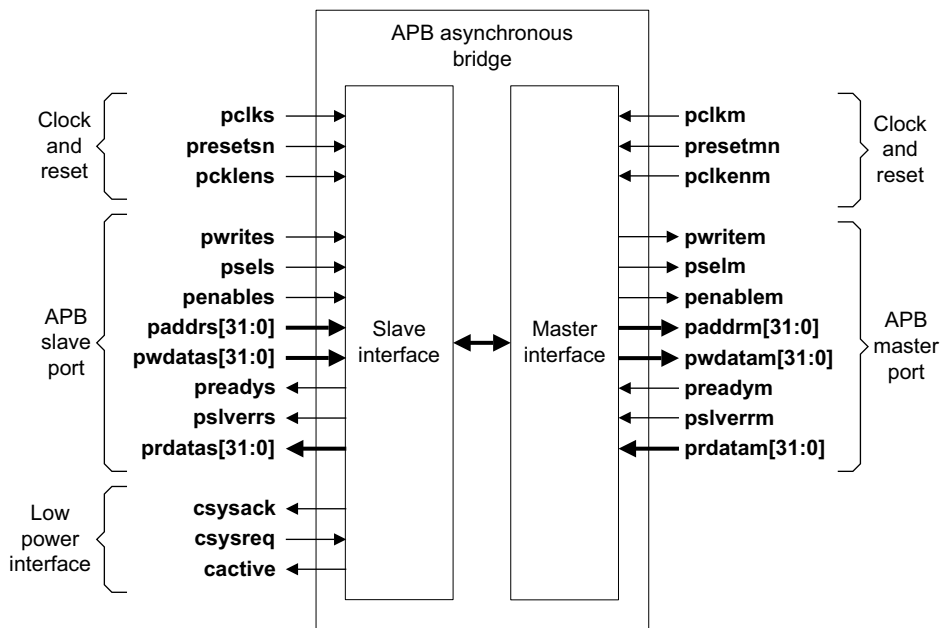 APB asynchronous
bridge
Clock
and
reset
pclks
presetsn
pcklens
APB
slave
port
pwrites
psels
penables
paddrs[31:0]
pwdatas[31:0]
preadys
pslverrs
prdatas[31:0]
Low
power
interface
csysack
csysreq
cactive
Slave
interface
Master
interface
pclkm
presetmn
pclkenm
Clock
and
reset
pwritem
pselm
penablem
paddrm[31:0]
pwdatam[31:0]
preadym
pslverrm
prdatam[31:0]
APB
master
port